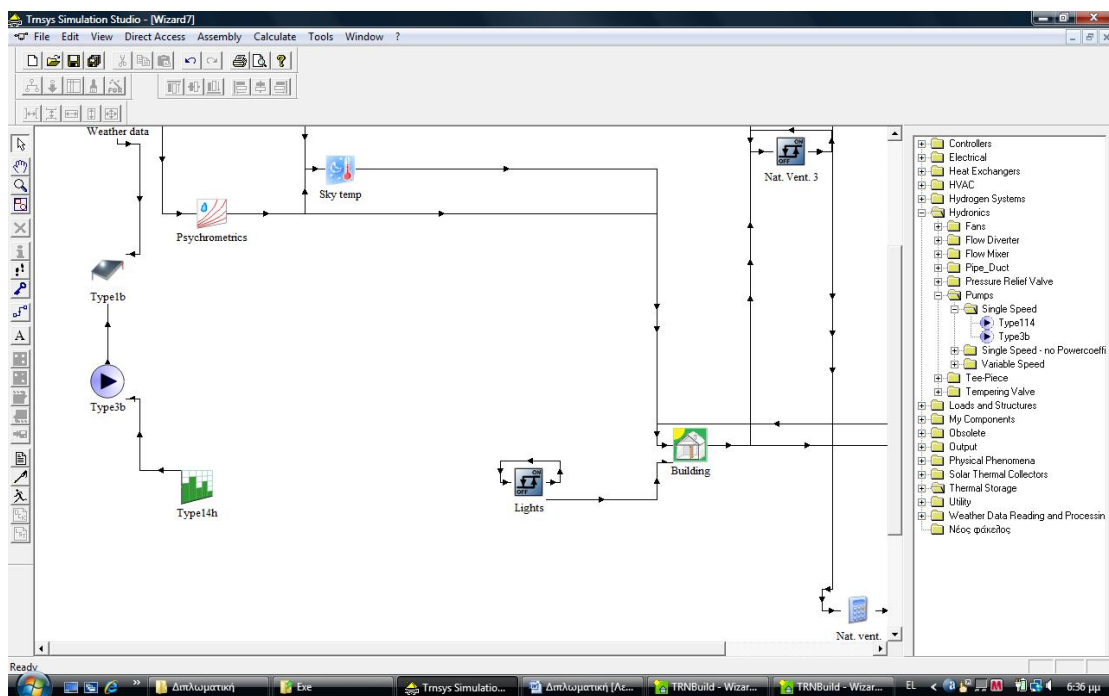 Trnsys Simulation Studio - [Wizard7]
File Edit View Direct Access Assembly Calculate Tools Window ?
Weather data
Sky temp
Nat. Vent. 3
Psychrometrics
Type1b
Type3b
Type14h
OFF
Lights
Building
Nat. vent.
Controllers
Electrical
Heat Exchangers
HVAC
Hydrogen Systems
Hydronics
Fans
Flow Diverter
Flow Mixer
Pipe_Duct
Pressure Relief Valve
Pumps
Single Speed
Type114
Type3b
Single Speed - no Powercoeffi
Variable Speed
Tee-Piece
Tempering Valve
Loads and Structures
My Components
Obsolete
Output
Physical Phenomena
Solar Thermal Collectors
Thermal Storage
Utility
Weather Data Reading and Processin
Νέος φάκελος
Ready
Διπλωματική
Exe
Trnsys Simulatio...
Διπλωματική [Λε...
TRNBuild - Wizar...
TRNBuild - Wizar...
EL
6:36 μμ